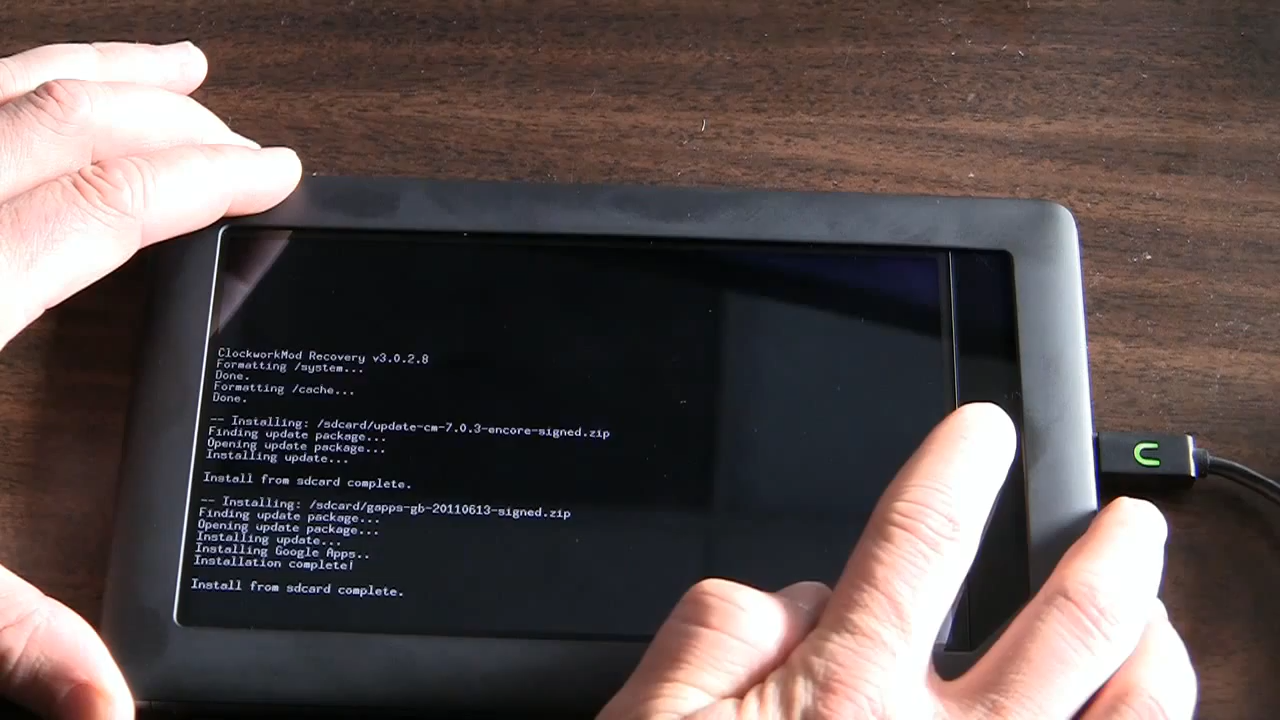 ClockworkMod Recovery v3.0.2.8
Formatting /system...
Done.
Formatting /cache...
Done.
-- Installing: /sdcard/update-cm-7.0.3-encore-signed.zip
Finding update package...
Opening update package...
Installing update...
Install from sdcard complete.
-- Installing: /sdcard/gapps-gb-20110613-signed.zip
Finding update package...
Opening update package...
Installing update...
Installing Google Apps..
Installation complete!
Install from sdcard complete.